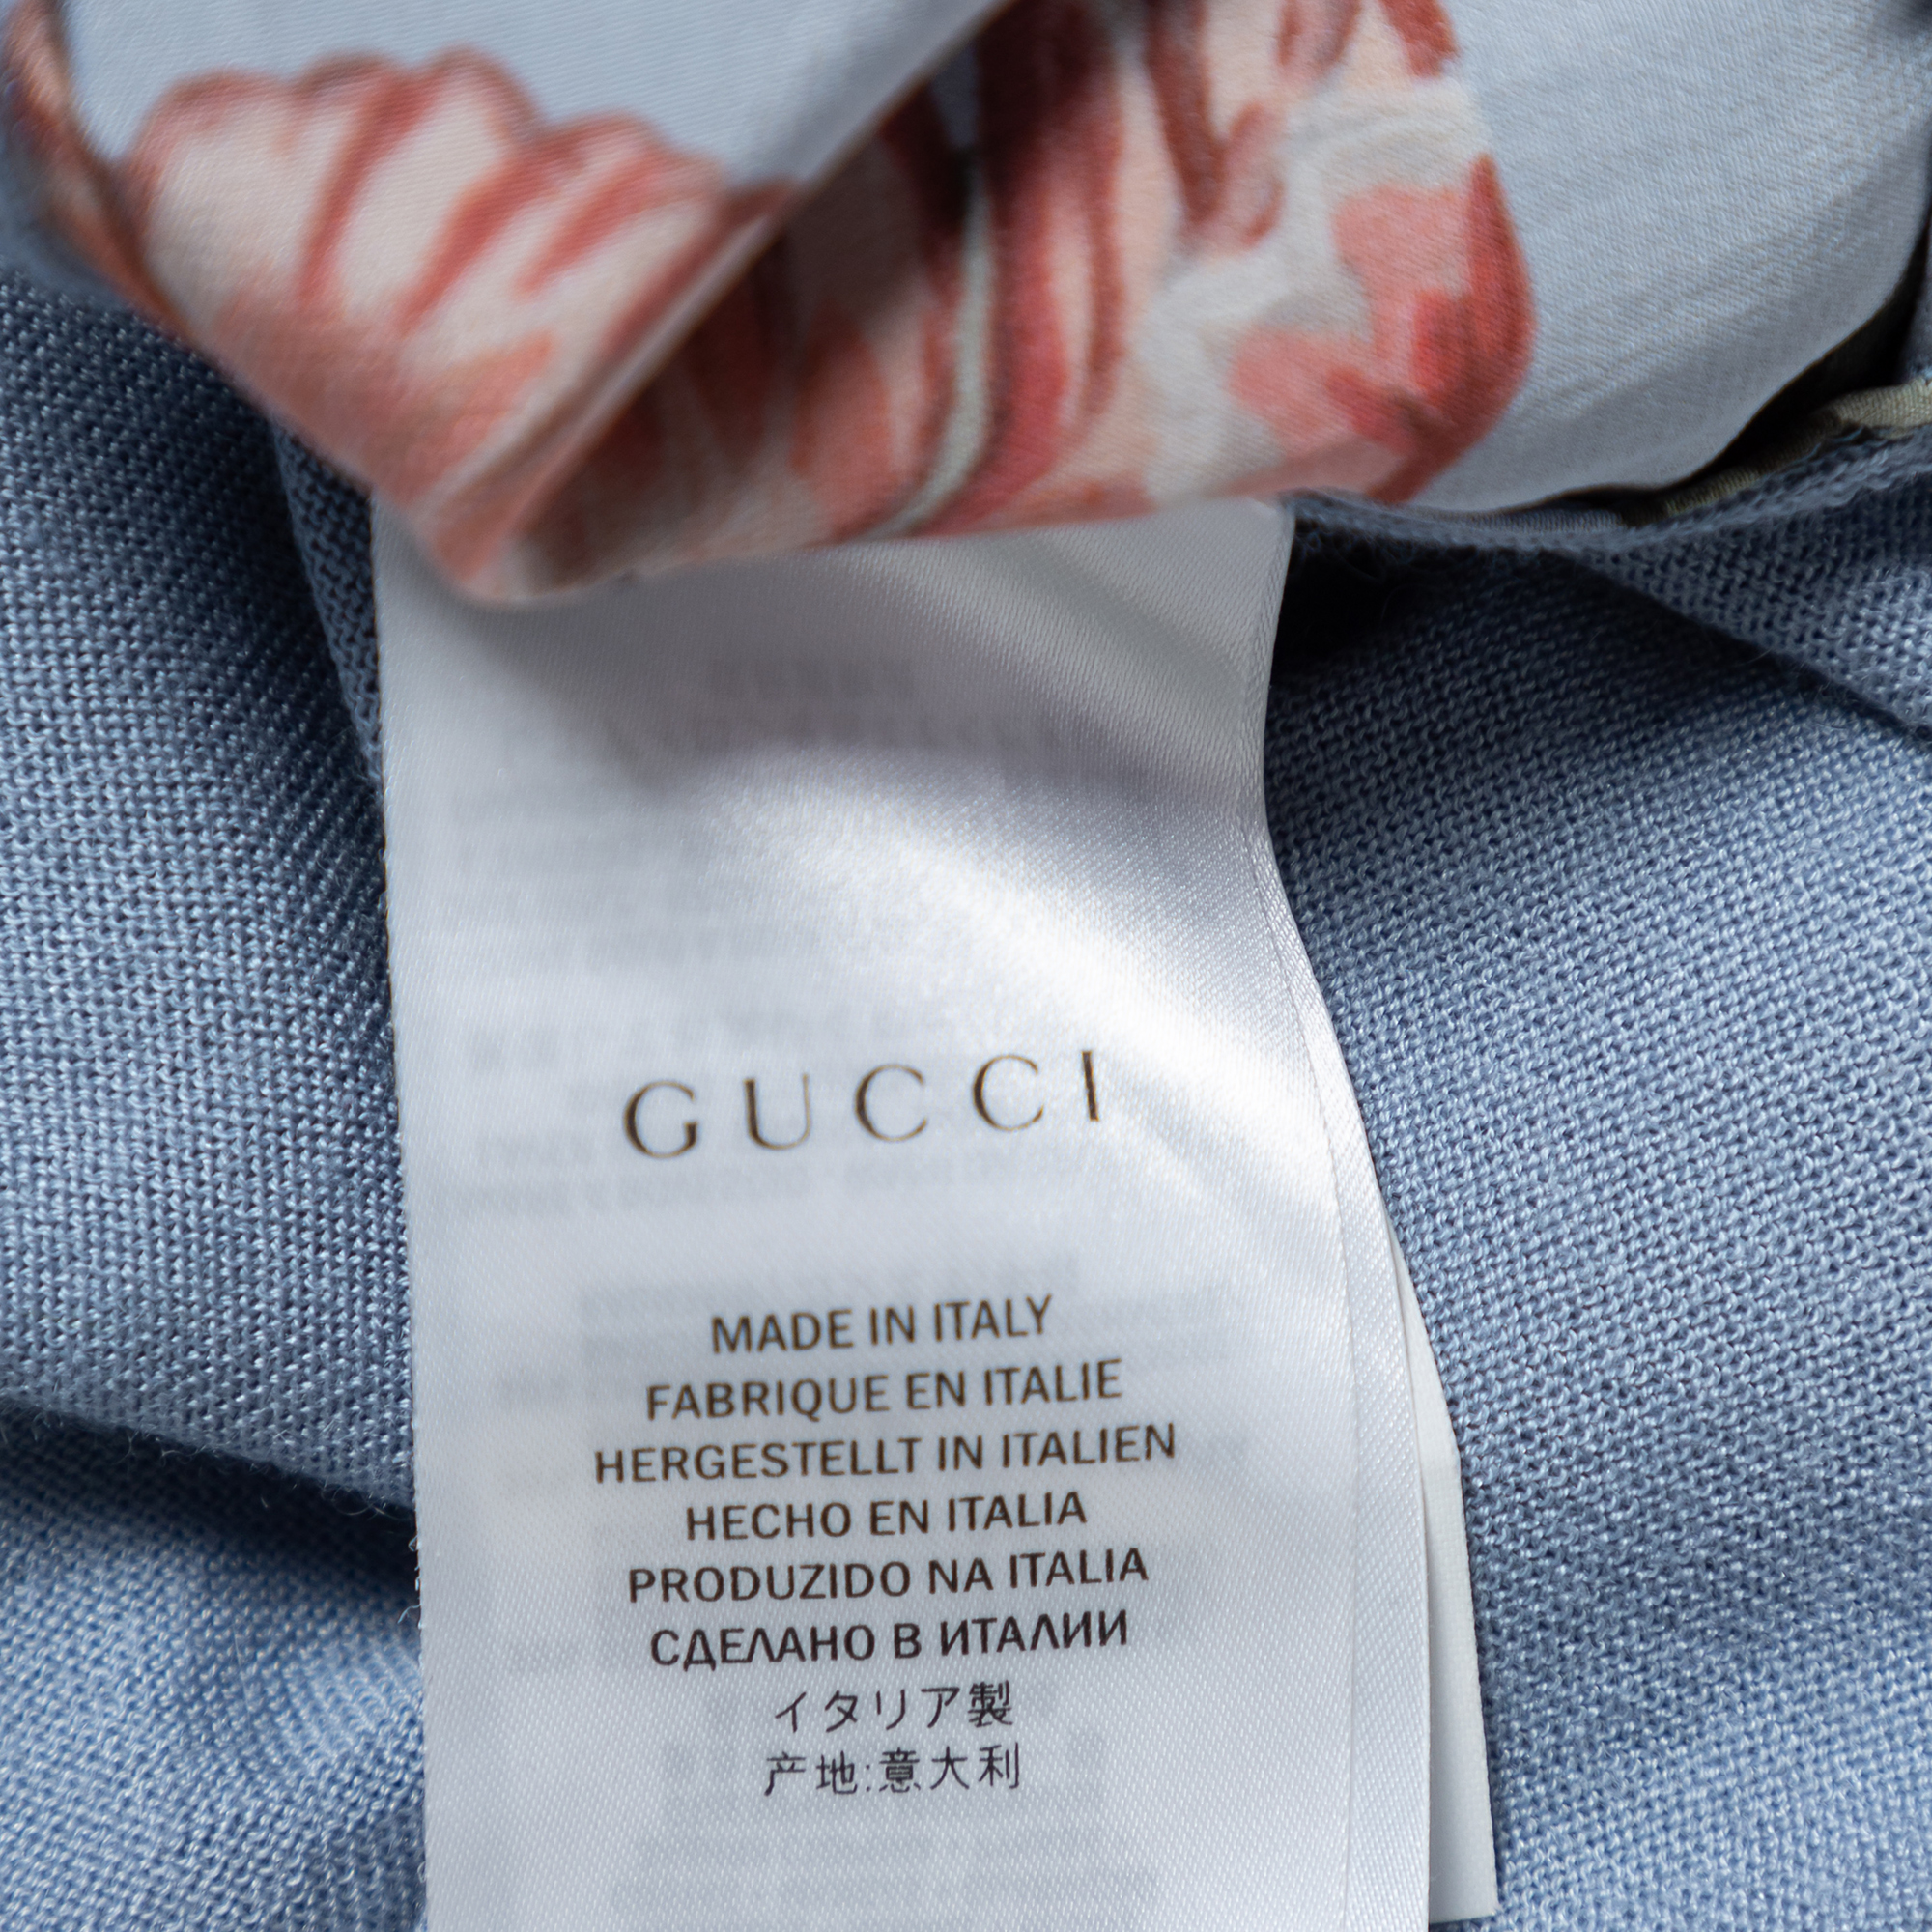 GUCCI
MADE IN ITALY
FABRIQUE EN ITALIE
HERGESTELLT IN ITALIEN
HECHO EN ITALIA
PRODUZIDO NA ITALIA
СДЕЛАНО В ИТАЛИИ
イタリア製
产地:意大利